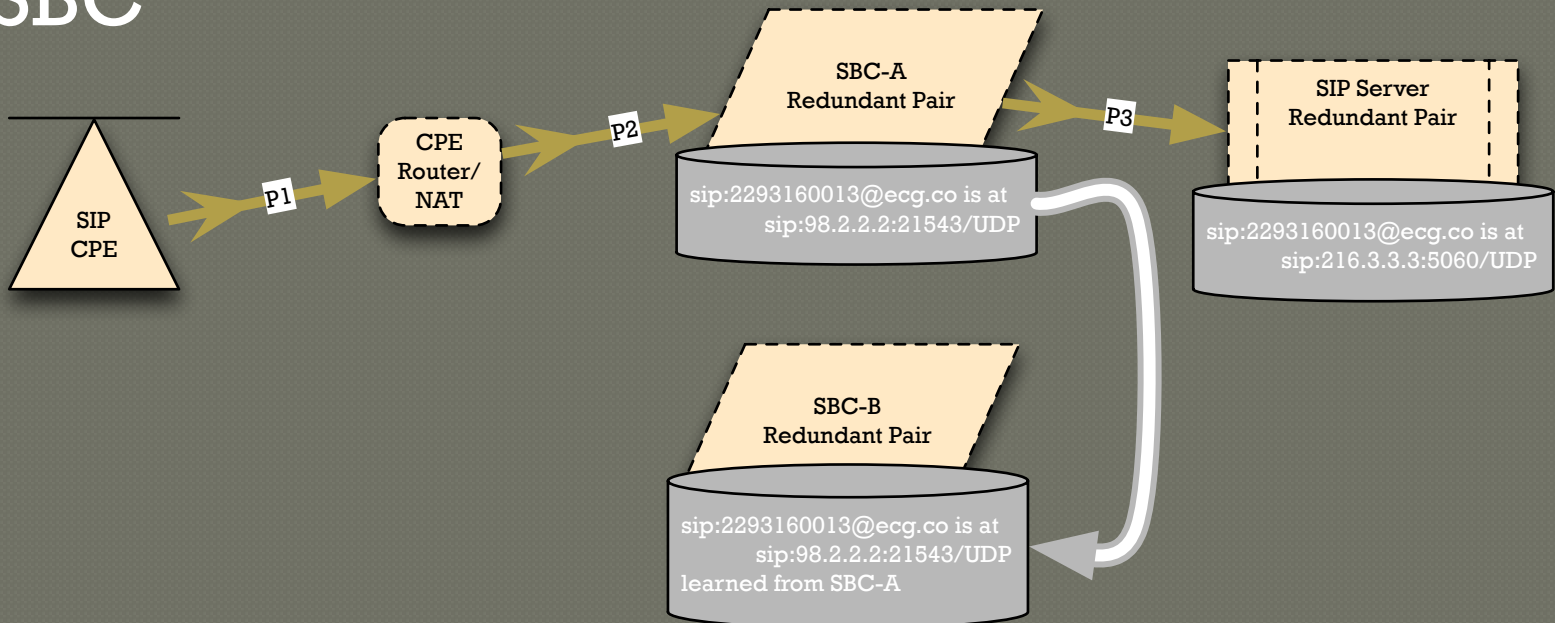 SBC
SBC-A
Redundant Pair
SIP Server
Redundant Pair
CPE
Router/
NAT
P1
P2
P3
SIP
CPE
sip:2293160013@ecg.co is at
sip:98.2.2.2:21543/UDP
sip:2293160013@ecg.co is at
sip:216.3.3.3:5060/UDP
SBC-B
Redundant Pair
sip:2293160013@ecg.co is at
sip:98.2.2.2:21543/UDP
learned from SBC-A